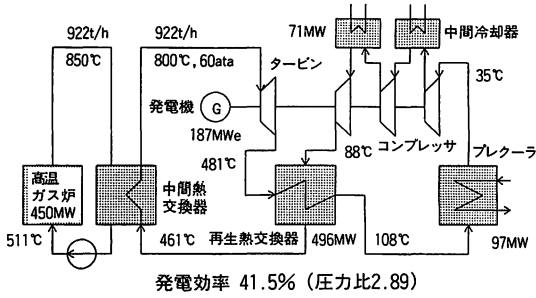 922t/h
850℃
922t/h
800℃, 60ata
71MW
中間冷却器
タービン
35℃
発電機
G
187MWe
コンプレッサ
88℃
プレクーラ
481℃
高温
ガス炉
450MW
中間熱
交換器
511℃
461℃
再生熱交換器
496MW
108℃
97MW
発電効率 41.5% (圧力比2.89)